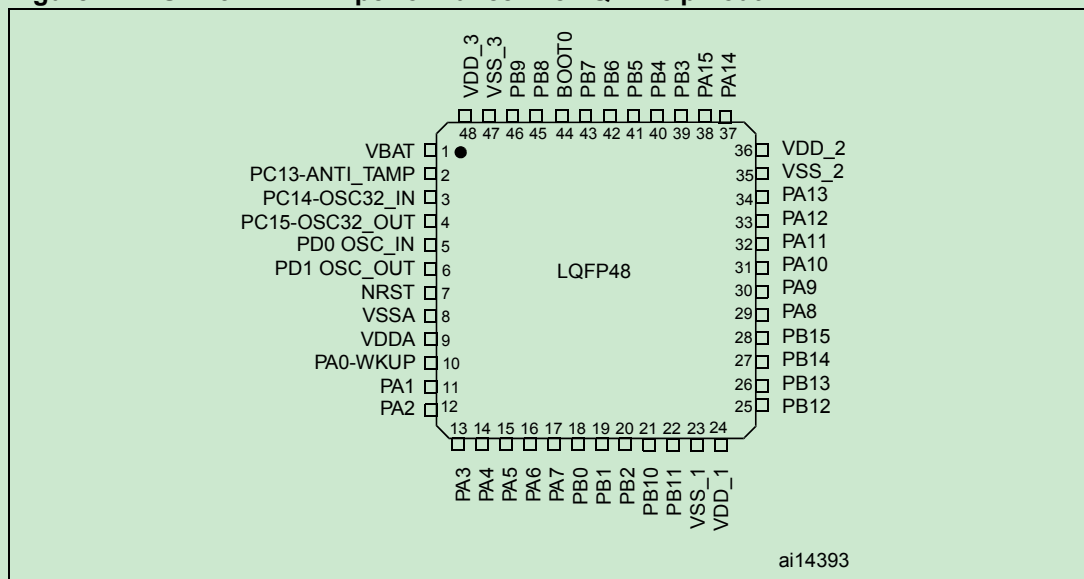 VDD_3
VSS_3
PB9
PB8
BOOT0
PB7
PB6
PB5
PB4
PB3
PA15
PA14
48 47 46 45 44 43 42 41 40 39 38 37
VBAT 1
PC13-ANTI_TAMP 2
PC14-OSC32_IN 3
PC15-OSC32_OUT 4
PD0 OSC_IN 5
PD1 OSC_OUT 6
NRST 7
VSSA 8
VDDA 9
PA0-WKUP 10
PA1 11
PA2 12
LQFP48
36 VDD_2
35 VSS_2
34 PA13
33 PA12
32 PA11
31 PA10
30 PA9
29 PA8
28 PB15
27 PB14
26 PB13
25 PB12
13 14 15 16 17 18 19 20 21 22 23 24
PA3
PA4
PA5
PA6
PA7
PB0
PB1
PB2
PB10
PB11
VSS_1
VDD_1
ai14393